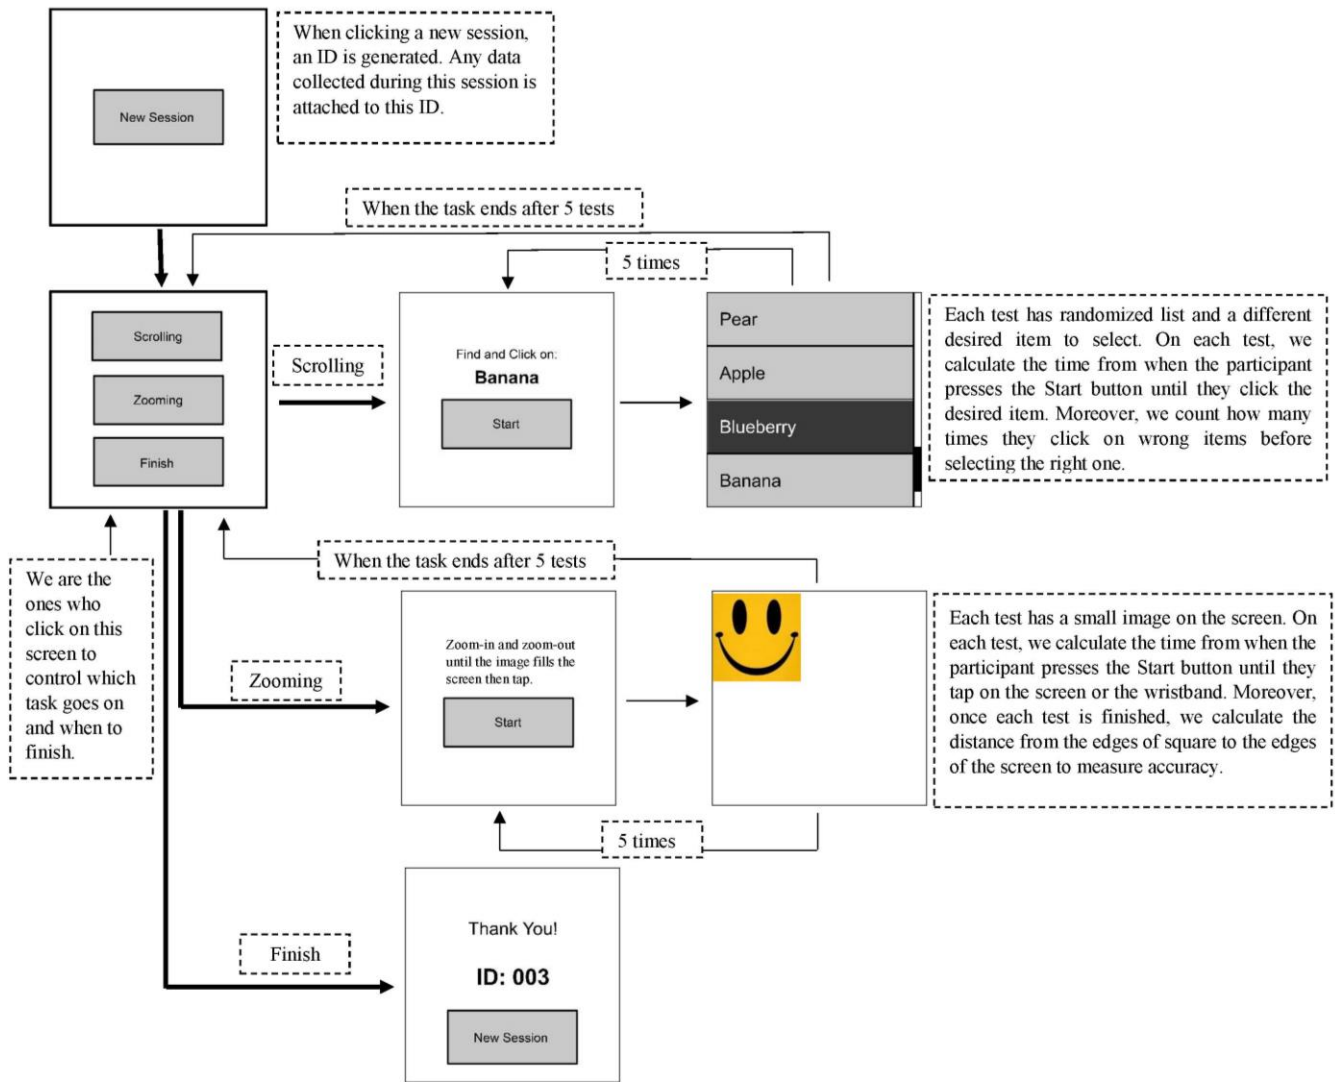 New Session
When clicking a new session,
an ID is generated. Any data
collected during this session is
attached to this ID.
When the task ends after 5 tests
5 times
Scrolling
Zooming
Finish
Scrolling
Find and Click on:
Banana
Start
Pear
Apple
Blueberry
Banana
Each test has randomized list and a different
desired item to select. On each test, we
calculate the time from when the participant
presses the Start button until they click the
desired item. Moreover, we count how many
times they click on wrong items before
selecting the right one.
We are the
ones who
click on this
screen to
control which
task goes on
and when to
finish.
When the task ends after 5 tests
Zooming
Zoom-in and zoom-out
until the image fills the
screen then tap.
Start
Each test has a small image on the screen. On
each test, we calculate the time from when the
participant presses the Start button until they
tap on the screen or the wristband. Moreover,
once each test is finished, we calculate the
distance from the edges of square to the edges
of the screen to measure accuracy.
5 times
Finish
Thank You!
ID: 003
New Session